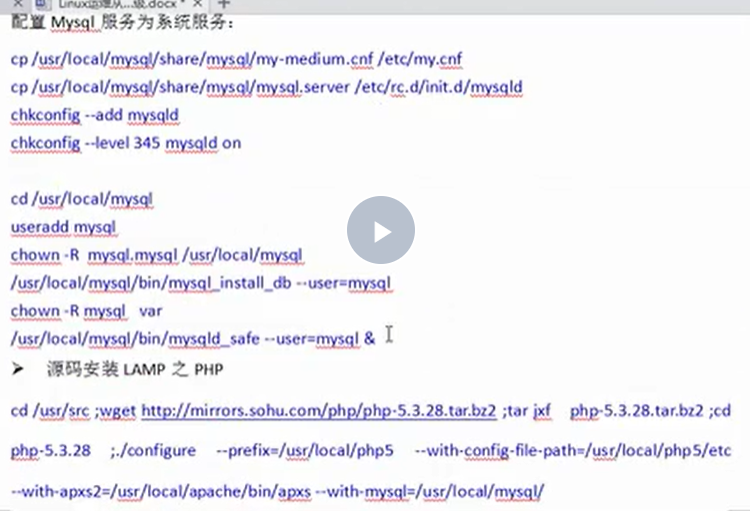 Linux运维从...级.docx *
配置 Mysql 服务为系统服务：
cp /usr/local/mysql/share/mysql/my-medium.cnf /etc/my.cnf
cp /usr/local/mysql/share/mysql/mysql.server /etc/rc.d/init.d/mysqld
chkconfig --add mysqld
chkconfig --level 345 mysqld on
cd /usr/local/mysql
useradd mysql
chown -R mysql.mysql /usr/local/mysql
/usr/local/mysql/bin/mysql_install_db --user=mysql
chown -R mysql var
/usr/local/mysql/bin/mysqld_safe --user=mysql &
➤ 源码安装 LAMP 之 PHP
cd /usr/src ;wget http://mirrors.sohu.com/php/php-5.3.28.tar.bz2 ;tar jxf php-5.3.28.tar.bz2 ;cd
php-5.3.28 ;./configure --prefix=/usr/local/php5 --with-config-file-path=/usr/local/php5/etc
--with-apxs2=/usr/local/apache/bin/apxs --with-mysql=/usr/local/mysql/